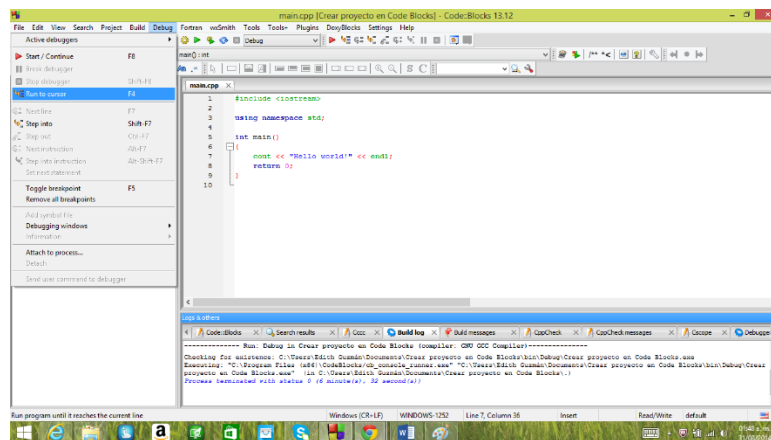 main.cpp [Crear proyecto en Code Blocks] - Code::Blocks 13.12
File Edit View Search Project Build Debug Fortran wxSmith Tools Tools+ Plugins DoxyBlocks Settings Help
Active debuggers
Debug
Start / Continue F8
main() : int
Break debugger
Stop debugger Shift-F8
Run to cursor F4
Next line F7
Step into Shift-F7
Step out Ctrl-F7
Next instruction Alt-F7
Step into instruction Alt-Shift-F7
Set next statement
Toggle breakpoint F5
Remove all breakpoints
Add symbol file
Debugging windows
Information
Attach to process...
Detach
Send user command to debugger
main.cpp
1 #include <iostream>
2
3 using namespace std;
4
5 int main()
6 {
7 cout << "Hello world!" << endl;
8 return 0;
9 }
10
Logs & others
Code::Blocks Search results Cccc Build log Build messages CppCheck CppCheck messages Cscope Debugger
-------------- Run: Debug in Crear proyecto en Code Blocks (compiler: GNU GCC Compiler)---------------
Checking for existence: C:\Users\Edith Guzmán\Documents\Crear proyecto en Code Blocks\bin\Debug\Crear proyecto en Code Blocks.exe
Executing: "C:\Program Files (x86)\CodeBlocks/cb_console_runner.exe" "C:\Users\Edith Guzmán\Documents\Crear proyecto en Code Blocks\bin\Debug\Crear
proyecto en Code Blocks.exe" (in C:\Users\Edith Guzmán\Documents\Crear proyecto en Code Blocks\.)
Process terminated with status 0 (6 minute(s), 32 second(s))
Run program until it reaches the current line
Windows (CR+LF) WINDOWS-1252 Line 7, Column 36 Insert Read/Write default